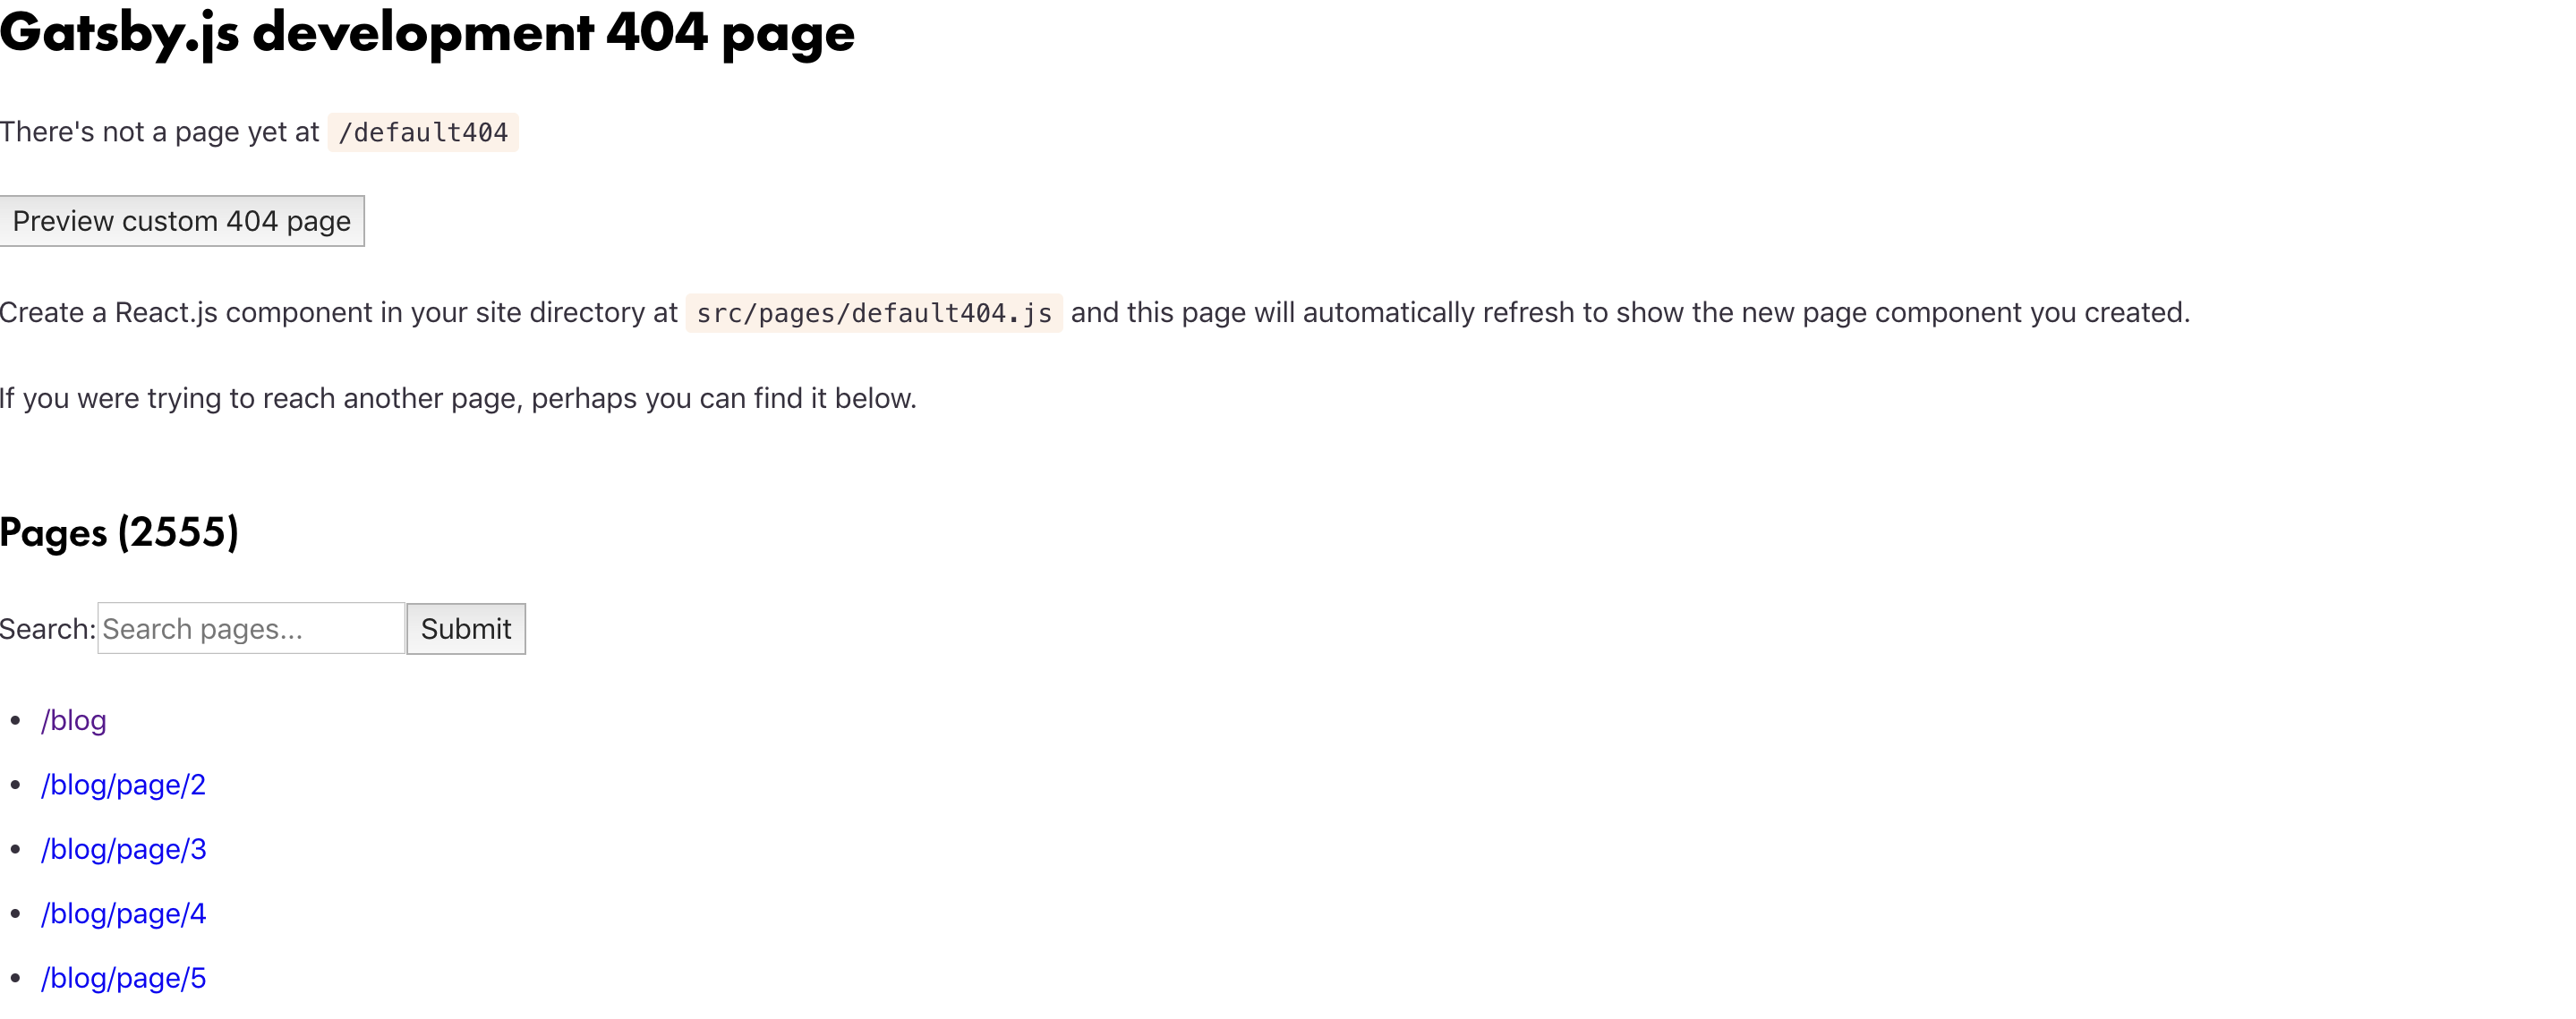 Gatsby.js development 404 page
There's not a page yet at /default404
Preview custom 404 page
Create a React.js component in your site directory at src/pages/default404.js and this page will automatically refresh to show the new page component you created.
If you were trying to reach another page, perhaps you can find it below.
Pages (2555)
Search: Search pages... Submit
• /blog
• /blog/page/2
• /blog/page/3
• /blog/page/4
• /blog/page/5